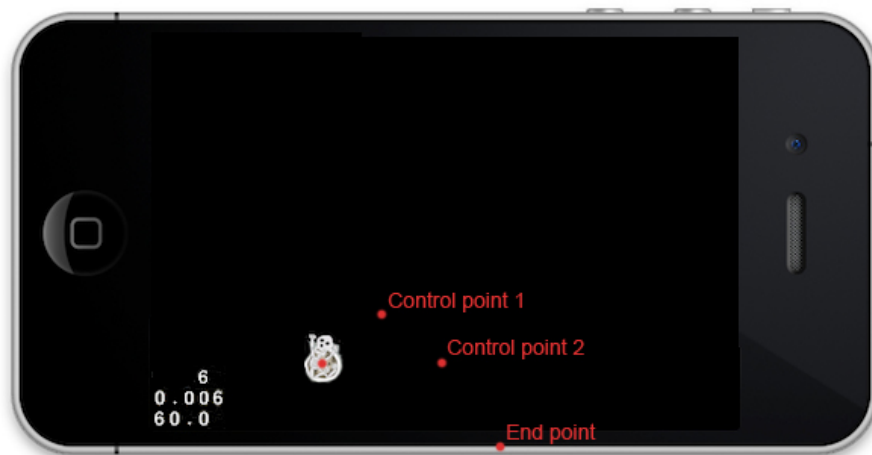 Control point 1
Control point 2
6
0.006
60.0
End point